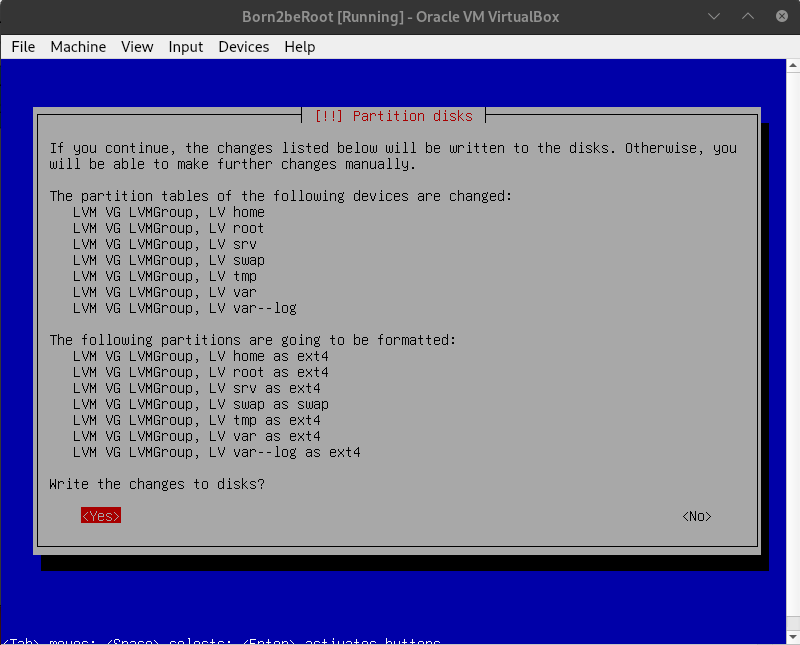 Born2beRoot [Running] - Oracle VM VirtualBox
File Machine View Input Devices Help
[!!] Partition disks
If you continue, the changes listed below will be written to the disks. Otherwise, you
will be able to make further changes manually.
The partition tables of the following devices are changed:
LVM VG LVMGroup, LV home
LVM VG LVMGroup, LV root
LVM VG LVMGroup, LV srv
LVM VG LVMGroup, LV swap
LVM VG LVMGroup, LV tmp
LVM VG LVMGroup, LV var
LVM VG LVMGroup, LV var--log
The following partitions are going to be formatted:
LVM VG LVMGroup, LV home as ext4
LVM VG LVMGroup, LV root as ext4
LVM VG LVMGroup, LV srv as ext4
LVM VG LVMGroup, LV swap as swap
LVM VG LVMGroup, LV tmp as ext4
LVM VG LVMGroup, LV var as ext4
LVM VG LVMGroup, LV var--log as ext4
Write the changes to disks?
<Yes> <No>
<Tab> moves; <Space> selects; <Enter> activates buttons